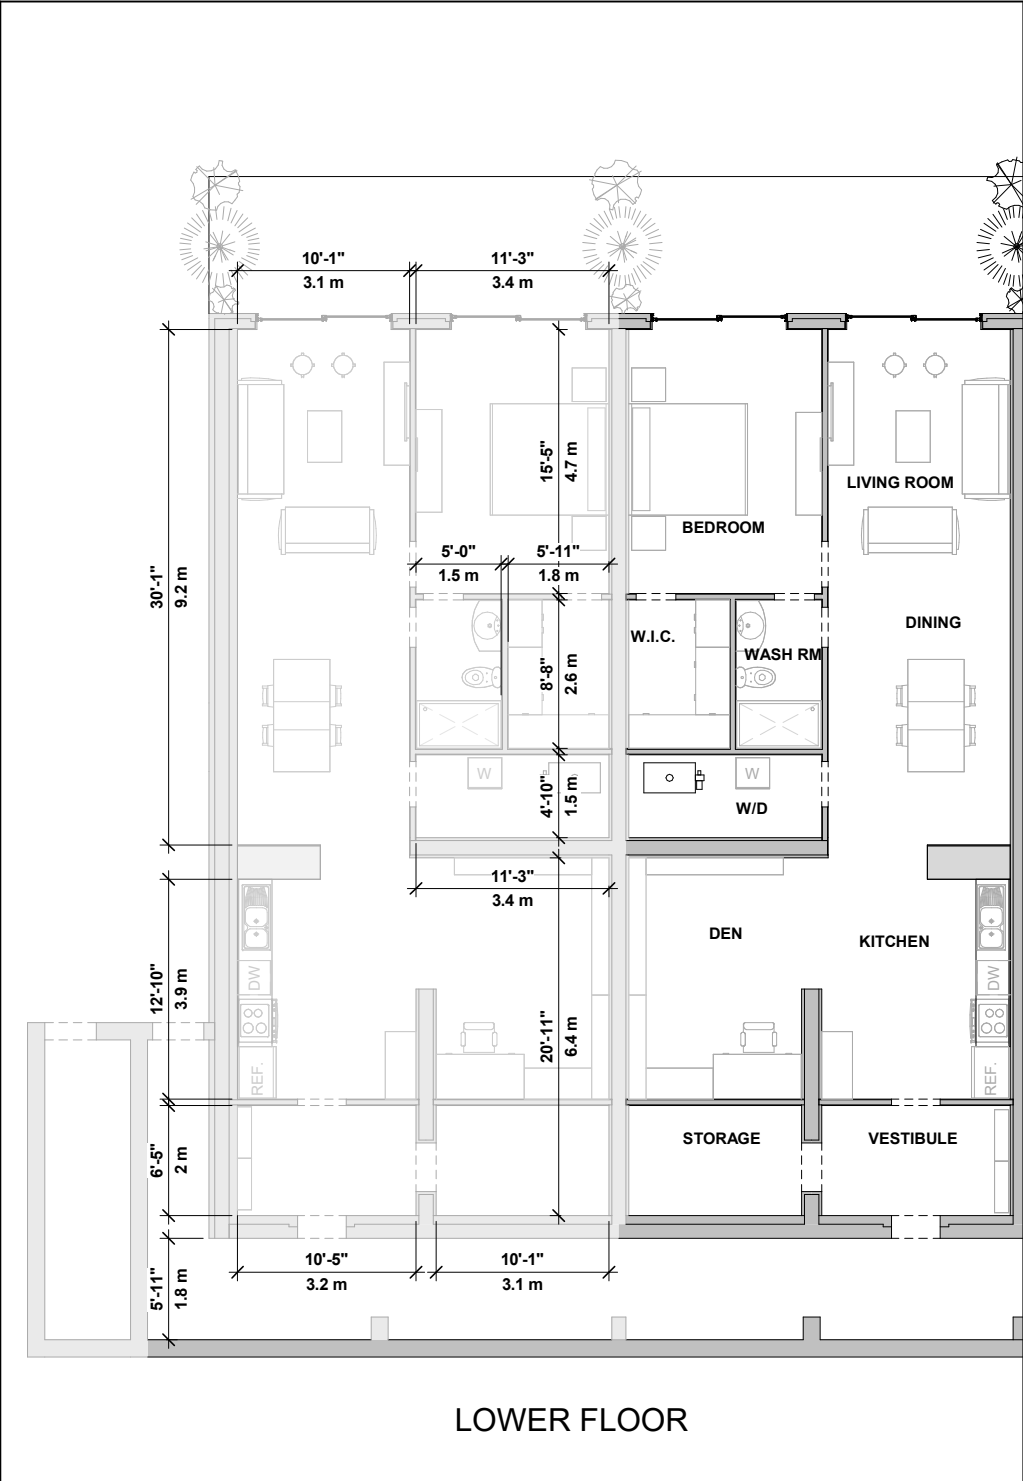 10'-1"
3.1 m
11'-3"
3.4 m
15'-5"
4.7 m
LIVING ROOM
BEDROOM
5'-0"
1.5 m
5'-11"
1.8 m
30'-1"
9.2 m
DINING
W.I.C.
WASH RM
8'-8"
2.6 m
W
W
4'-10"
1.5 m
W/D
11'-3"
3.4 m
DEN
KITCHEN
DW
DW
12'-10"
3.9 m
20'-11"
6.4 m
REF.
REF.
STORAGE
VESTIBULE
6'-5"
2 m
10'-5"
3.2 m
10'-1"
3.1 m
5'-11"
1.8 m
LOWER FLOOR